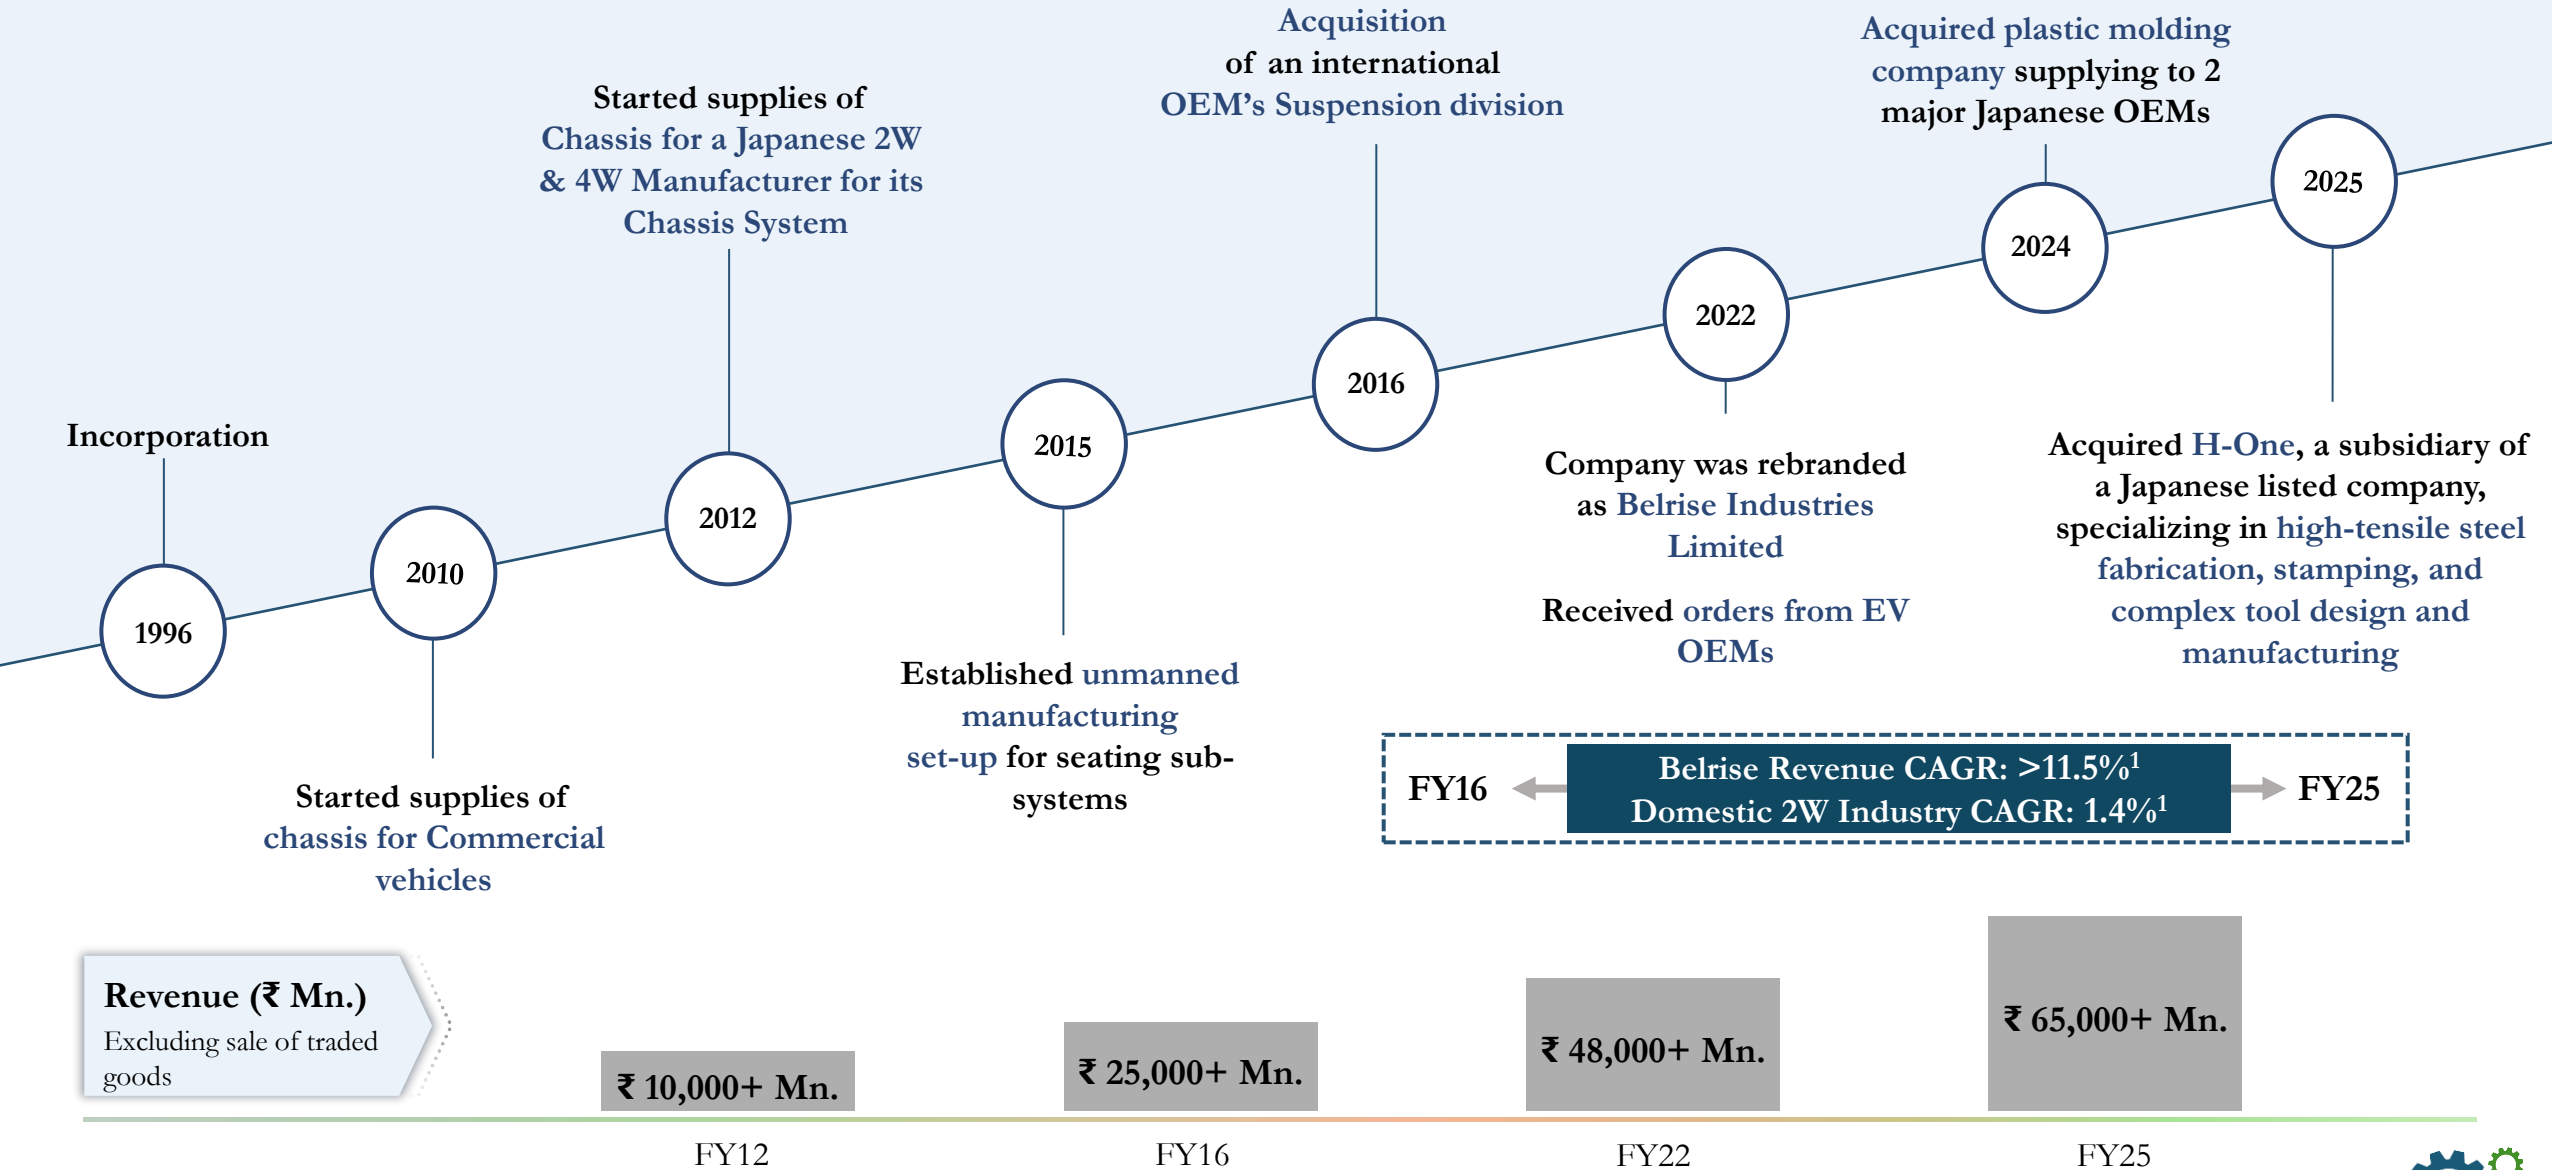 Incorporation
1996
2010
Started supplies of
chassis for Commercial
vehicles
Started supplies of
Chassis for a Japanese 2W
& 4W Manufacturer for its
Chassis System
2012
2015
Established unmanned
manufacturing
set-up for seating sub-
systems
Acquisition
of an international
OEM's Suspension division
2016
2022
Company was rebranded
as Belrise Industries
Limited
Received orders from EV
OEMs
Acquired plastic molding
company supplying to 2
major Japanese OEMs
2024
2025
Acquired H-One, a subsidiary of
a Japanese listed company,
specializing in high-tensile steel
fabrication, stamping, and
complex tool design and
manufacturing
FY16
Belrise Revenue CAGR: >11.5%¹
Domestic 2W Industry CAGR: 1.4%¹
FY25
Revenue (₹ Mn.)
Excluding sale of traded
goods
₹ 10,000+ Mn.
₹ 25,000+ Mn.
₹ 48,000+ Mn.
₹ 65,000+ Mn.
FY12
FY16
FY22
FY25